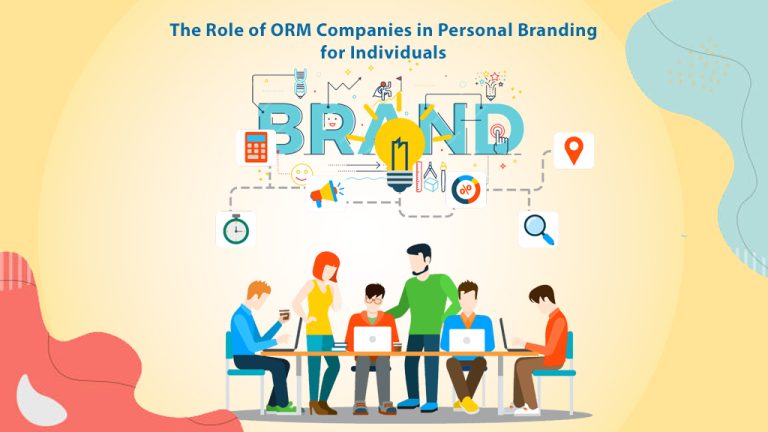 The Role of ORM Companies in Personal Branding
for Individuals
BRAND
%